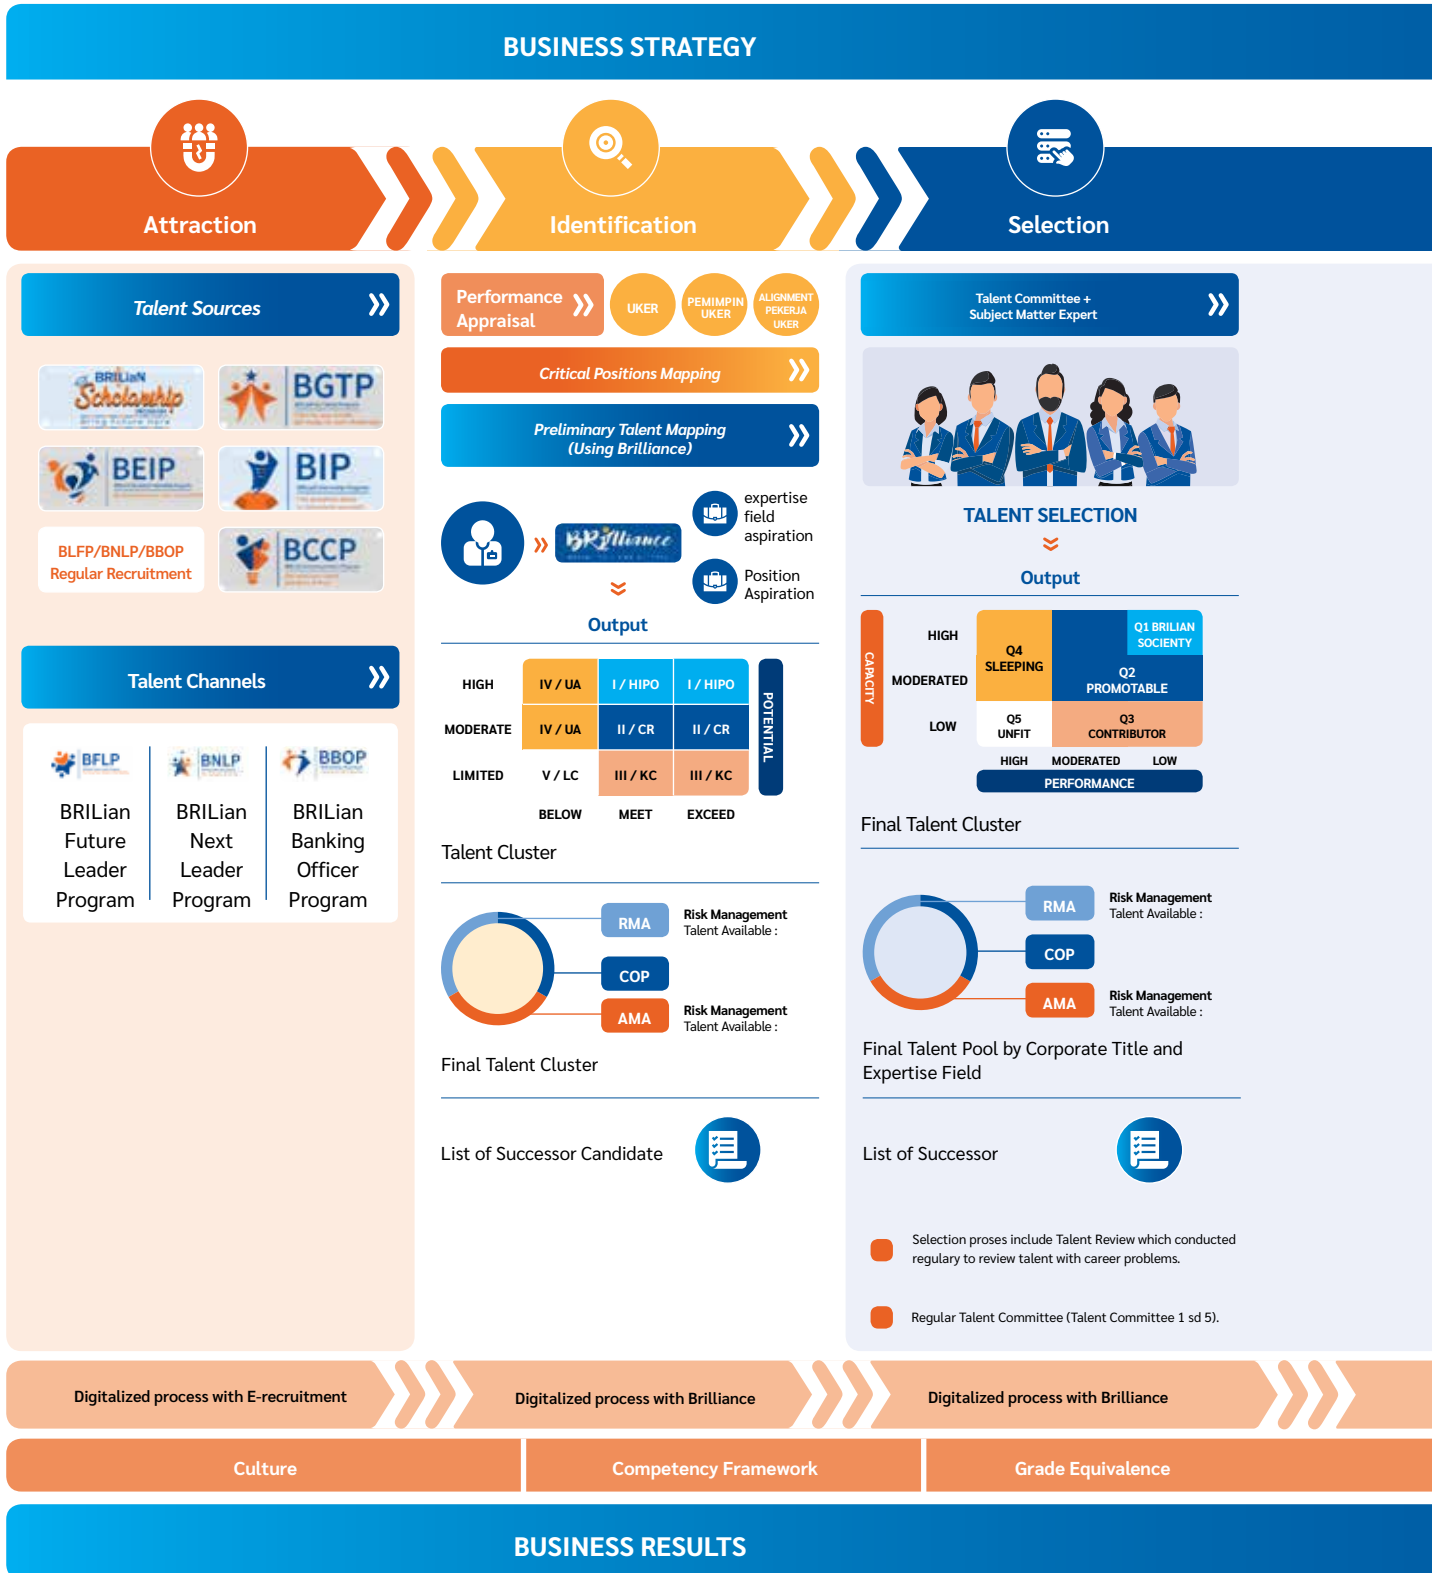 BUSINESS STRATEGY
Attraction
Identification
Selection
Talent Sources
BRILiaN
Scholarship
BGTP
BEIP
BIP
BLFP/BNLP/BBOP
Regular Recruitment
BCCP
Talent Channels
BFLP
BNLP
BBOP
BRILian
Future
Leader
Program
BRILian
Next
Leader
Program
BRILian
Banking
Officer
Program
Performance
Appraisal
UKER
PEMIMPIN
UKER
ALIGNMENT
PEKERJA
UKER
Critical Positions Mapping
Preliminary Talent Mapping
(Using Brilliance)
BRIlliance
expertise
field
aspiration
Position
Aspiration
Output
HIGH IV / UA I / HIPO I / HIPO
MODERATE IV / UA II / CR II / CR
LIMITED V / LC III / KC III / KC
BELOW MEET EXCEED
POTENTIAL
Talent Cluster
RMA
Risk Management
Talent Available :
COP
AMA
Risk Management
Talent Available :
Final Talent Cluster
List of Successor Candidate
Talent Committee +
Subject Matter Expert
TALENT SELECTION
Output
CAPACITY
HIGH
MODERATED
LOW
Q4
SLEEPING
Q1 BRILIAN
SOCIENTY
Q2
PROMOTABLE
Q5
UNFIT
Q3
CONTRIBUTOR
HIGH MODERATED LOW
PERFORMANCE
Final Talent Cluster
RMA
Risk Management
Talent Available :
COP
AMA
Risk Management
Talent Available :
Final Talent Pool by Corporate Title and
Expertise Field
List of Successor
Selection proses include Talent Review which conducted
regulary to review talent with career problems.
Regular Talent Committee (Talent Committee 1 sd 5).
Digitalized process with E-recruitment
Digitalized process with Brilliance
Digitalized process with Brilliance
Culture
Competency Framework
Grade Equivalence
BUSINESS RESULTS